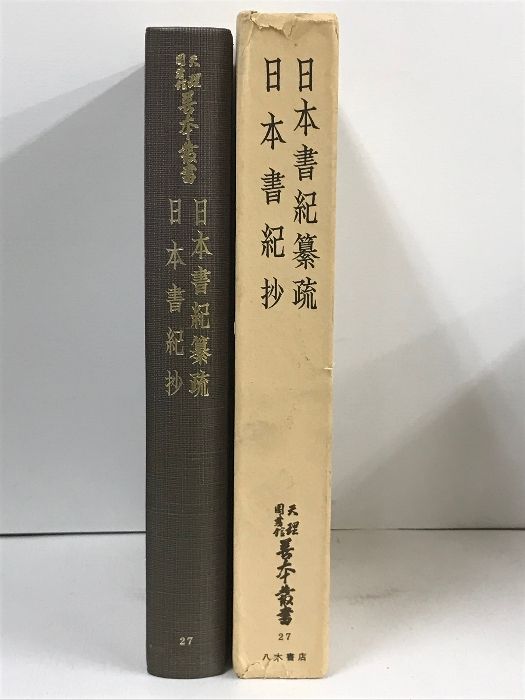 天理
図書館
善本叢書
日本書紀纂疏
日本書紀抄
27
日本書紀纂疏
日本書紀抄
天理
図書館
善本叢書
27
八木書店